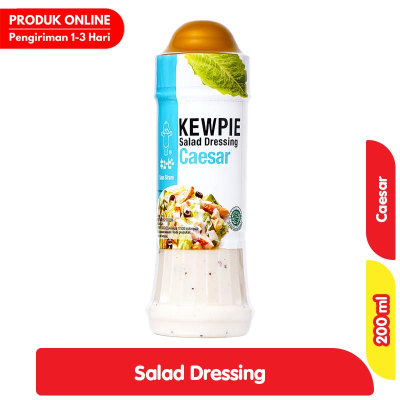 PRODUK ONLINE
Pengiriman 1-3 Hari
KEWPIE
Salad Dressing
Caesar
Caesar
200 ml
Salad Dressing